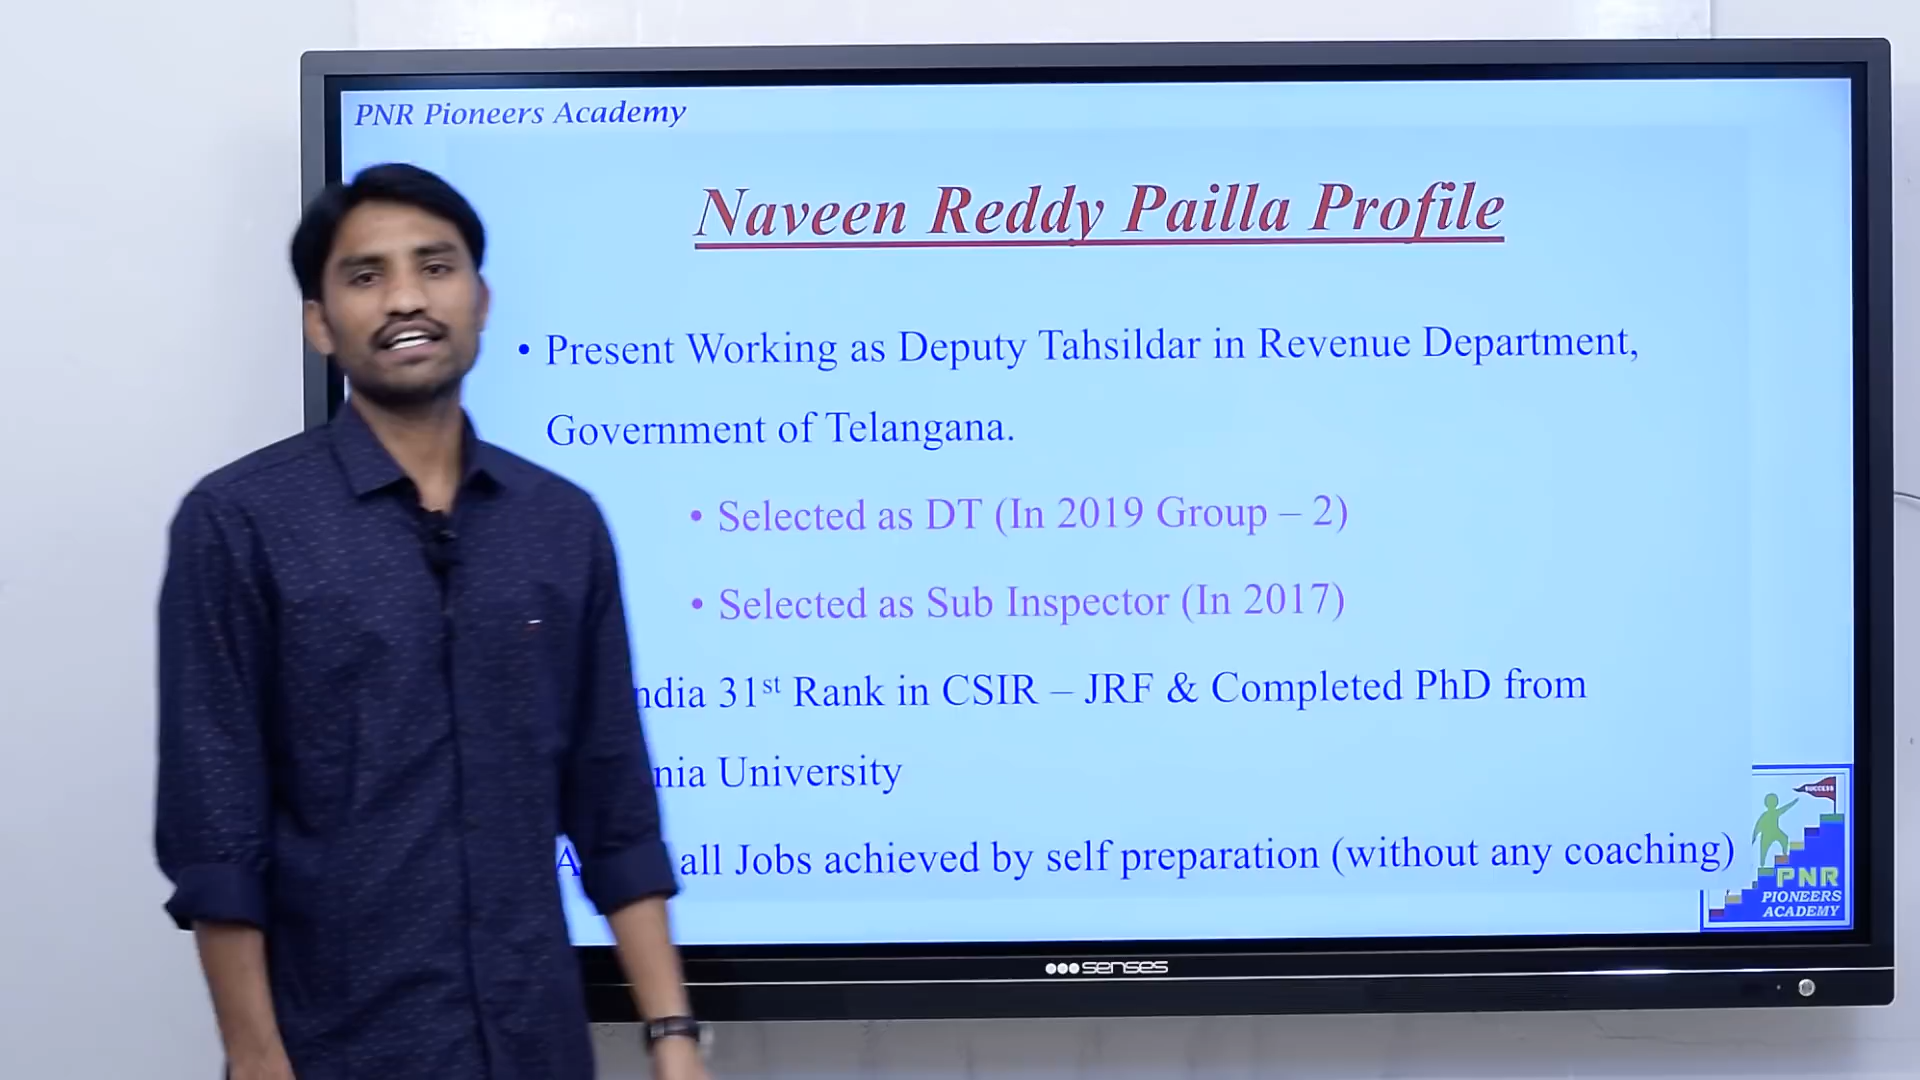 PNR Pioneers Academy
Naveen Reddy Pailla Profile
• Present Working as Deputy Tahsildar in Revenue Department,
Government of Telangana.
• Selected as DT (In 2019 Group – 2)
• Selected as Sub Inspector (In 2017)
31st Rank in CSIR – JRF & Completed PhD from
University
all Jobs achieved by self preparation (without any coaching)
SUCCESS
PNR
PIONEERS
ACADEMY
senses